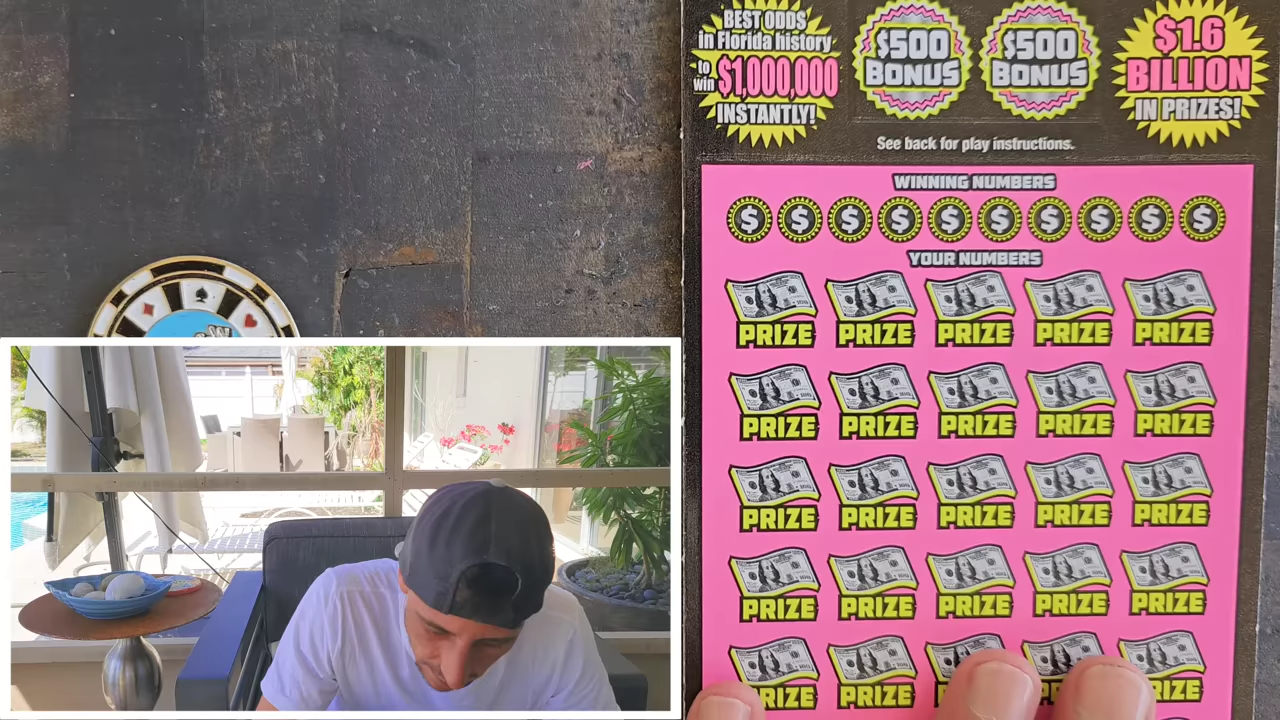 BEST ODDS
in Florida history
to win $1,000,000
INSTANTLY!
$500
BONUS
$500
BONUS
$1.6
BILLION
IN PRIZES!
See back for play instructions.
WINNING NUMBERS
$ $ $ $ $ $ $ $ $ $
YOUR NUMBERS
PRIZE PRIZE PRIZE PRIZE PRIZE
PRIZE PRIZE PRIZE PRIZE PRIZE
PRIZE PRIZE PRIZE PRIZE PRIZE
PRIZE PRIZE PRIZE PRIZE PRIZE
PRIZE PRIZE